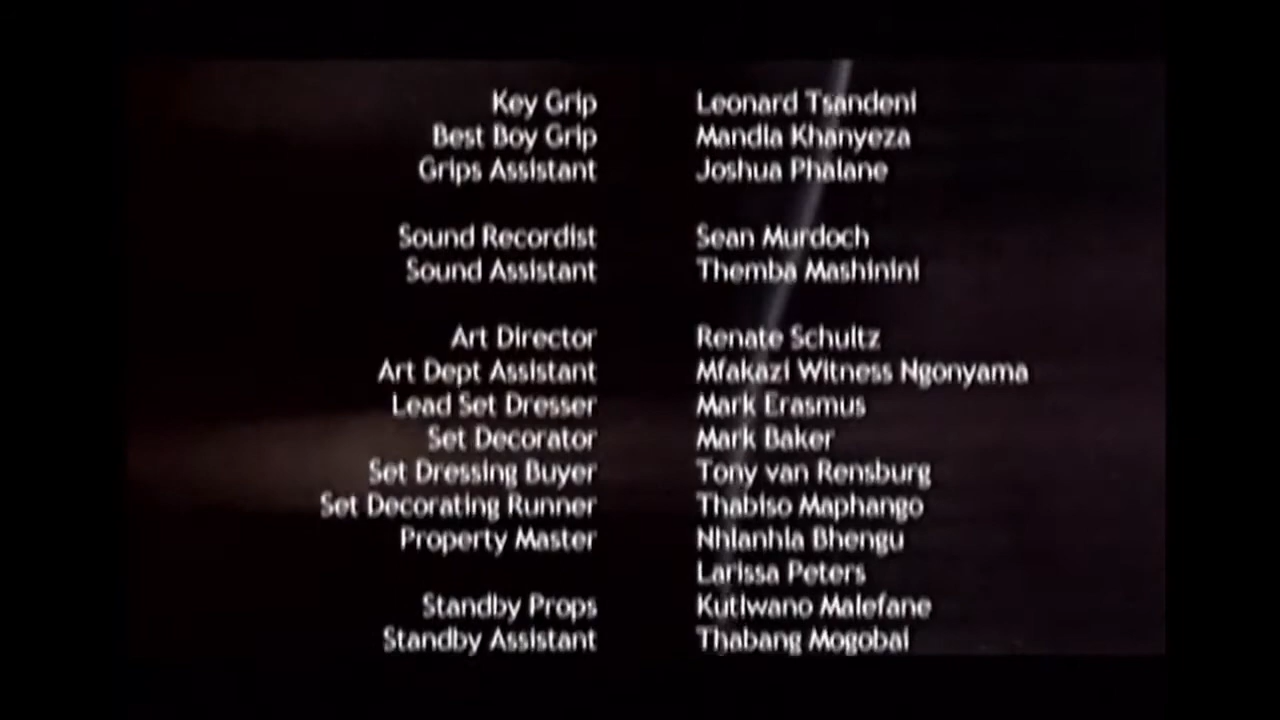 Key Grip Leonard Tsandeni
Best Boy Grip Mandla Khanyeza
Grips Assistant Joshua Phalane
Sound Recordist Sean Murdoch
Sound Assistant Themba Mashinini
Art Director Renate Schultz
Art Dept Assistant Mfakazi Witness Ngonyama
Lead Set Dresser Mark Erasmus
Set Decorator Mark Baker
Set Dressing Buyer Tony van Rensburg
Set Decorating Runner Thabiso Maphango
Property Master Nhlanhla Bhengu
Larissa Peters
Standby Props Kutlwano Malefane
Standby Assistant Thabang Mogobai